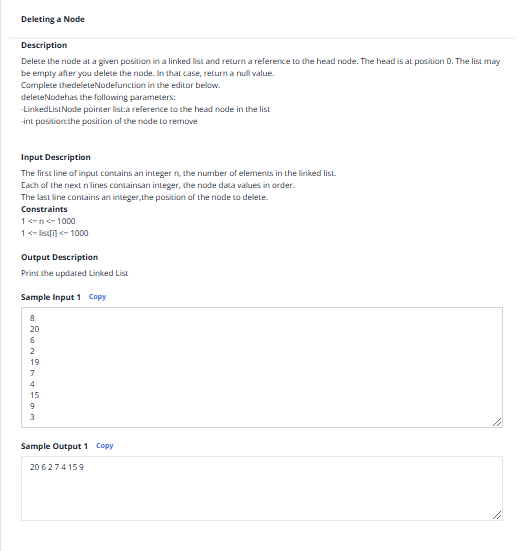 Deleting a Node
Description
Delete the node at a given position in a linked list and return a reference to the head node. The head is at position 0. The list may
be empty after you delete the node. In that case, return a null value.
Complete thedeleteNodefunction in the editor below.
deleteNodehas the following parameters:
-LinkedListNode pointer list:a reference to the head node in the list
-int position:the position of the node to remove
Input Description
The first line of input contains an integer n, the number of elements in the linked list.
Each of the next n lines containsan integer, the node data values in order.
The last line contains an integer,the position of the node to delete.
Constraints
1 <= n <= 1000
1 <= list[i] <= 1000
Output Description
Print the updated Linked List
Sample Input 1 Copy
8
20
6
2
19
7
4
15
9
3
Sample Output 1 Copy
20 6 2 7 4 15 9